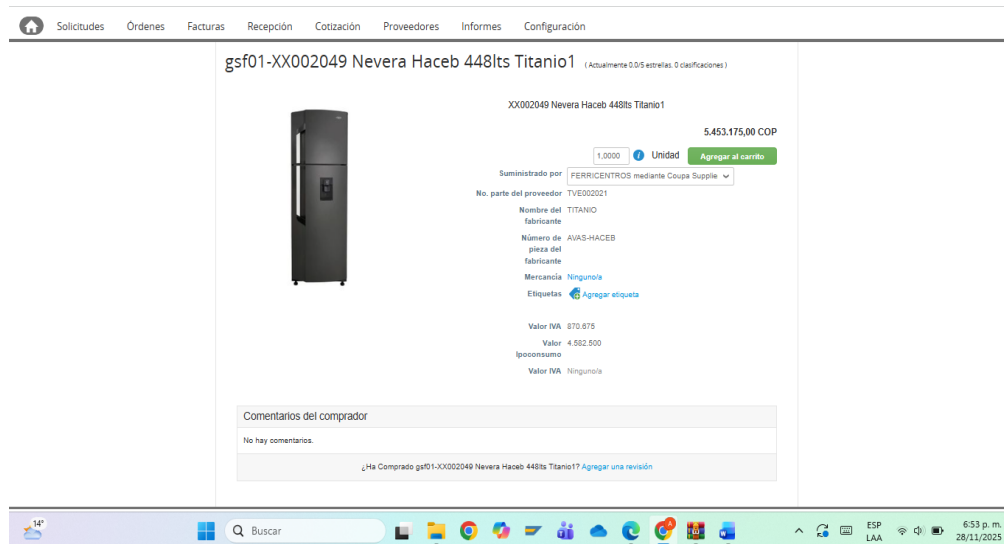 Solicitudes Órdenes Facturas Recepción Cotización Proveedores Informes Configuración
gsf01-XX002049 Nevera Haceb 448lts Titanio1 ( Actualmente 0.0/5 estrellas. 0 clasificaciones )
XX002049 Nevera Haceb 448lts Titanio1
5.453.175,00 COP
1,0000 Unidad Agregar al carrito
Suministrado por FERRICENTROS mediante Coupa Supplie
No. parte del proveedor TVE002021
Nombre del TITANIO
fabricante
Número de AVAS-HACEB
pieza del
fabricante
Mercancía Ninguno/a
Etiquetas Agregar etiqueta
Valor IVA 870.675
Valor 4.582.500
Ipoconsumo
Valor IVA Ninguno/a
Comentarios del comprador
No hay comentarios.
¿Ha Comprado gsf01-XX002049 Nevera Haceb 448lts Titanio1? Agregar una revisión
14°
Buscar
ESP
LAA
6:53 p. m.
28/11/2025